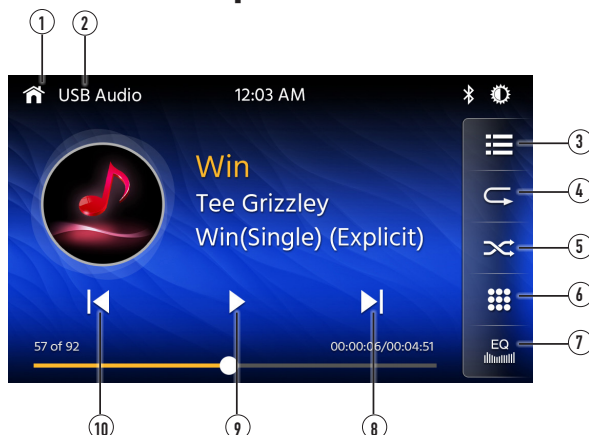 1 2
USB Audio 12:03 AM
Win
Tee Grizzley
Win(Single) (Explicit)
3
4
5
6
7
EQ
57 of 92 00:00:06/00:04:51
10 9 8